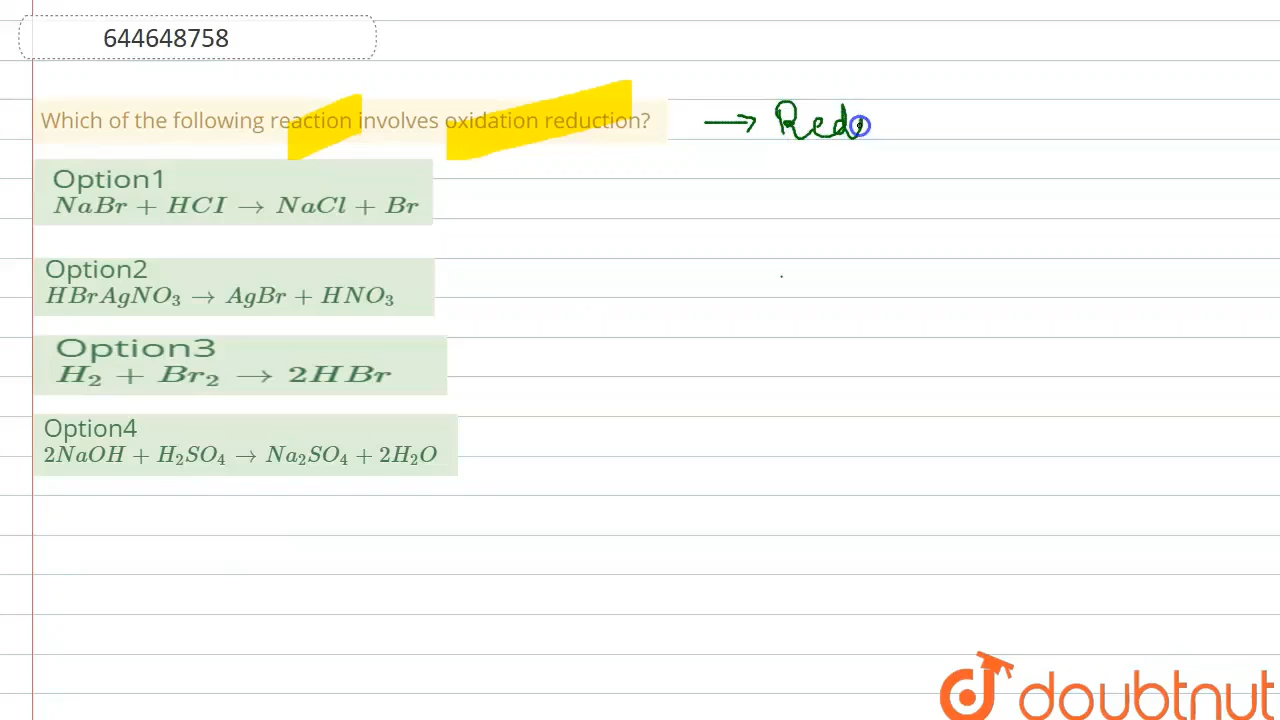 644648758
Which of the following reaction involves oxidation reduction? → Redo
Option1
NaBr + HCI → NaCl + Br
Option2
HBrAgNO₃ → AgBr + HNO₃
Option3
H₂ + Br₂ → 2HBr
Option4
2NaOH + H₂SO₄ → Na₂SO₄ + 2H₂O
doubtnut